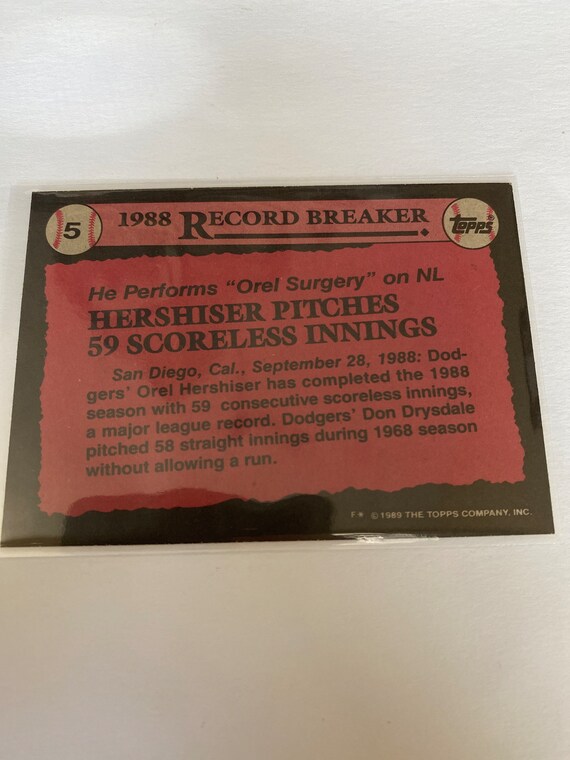 5 1988 RECORD BREAKER topps®
He Performs "Orel Surgery" on NL
HERSHISER PITCHES
59 SCORELESS INNINGS
San Diego, Cal., September 28, 1988: Dod-
gers' Orel Hershiser has completed the 1988
season with 59 consecutive scoreless innings,
a major league record. Dodgers' Don Drysdale
pitched 58 straight innings during 1968 season
without allowing a run.
F* © 1989 THE TOPPS COMPANY, INC.